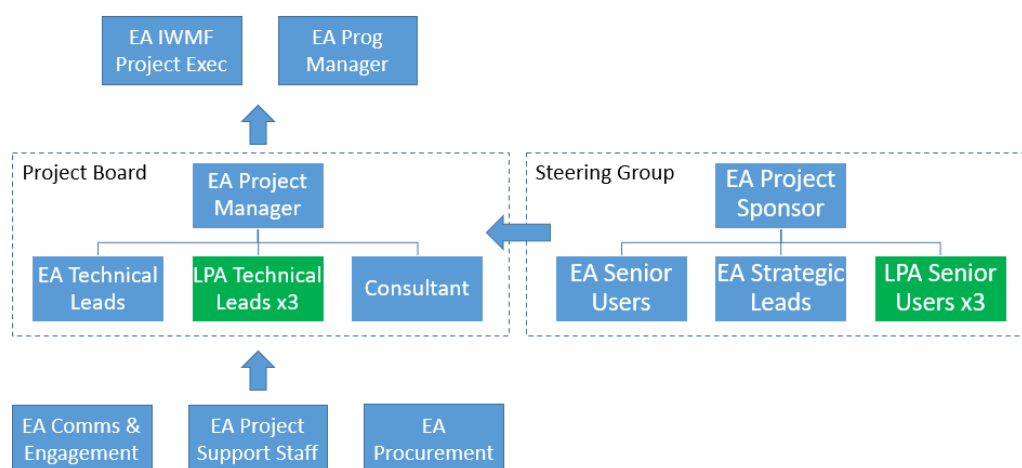 EA IWMF
Project Exec
EA Prog
Manager
Project Board
EA Project
Manager
EA Technical
Leads
LPA Technical
Leads x3
Consultant
Steering Group
EA Project
Sponsor
EA Senior
Users
EA Strategic
Leads
LPA Senior
Users x3
EA Comms &
Engagement
EA Project
Support Staff
EA
Procurement